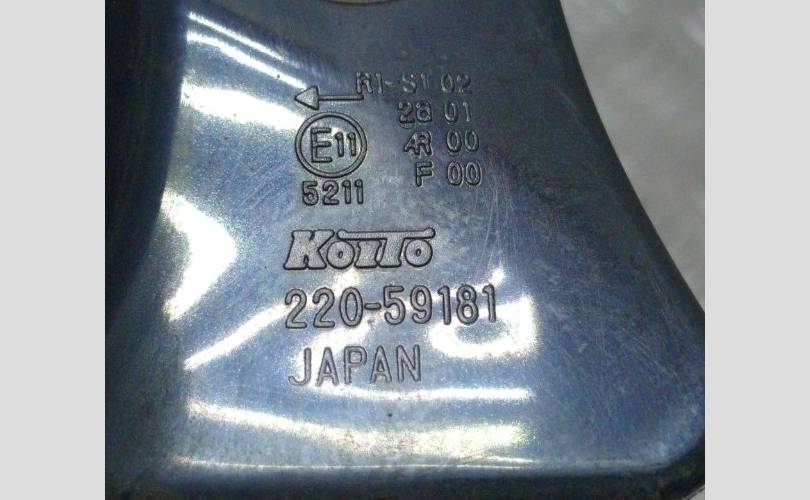 R1-S1 02
2a 01
AR 00
E11
F 00
5211
KOITO
220-59181
JAPAN